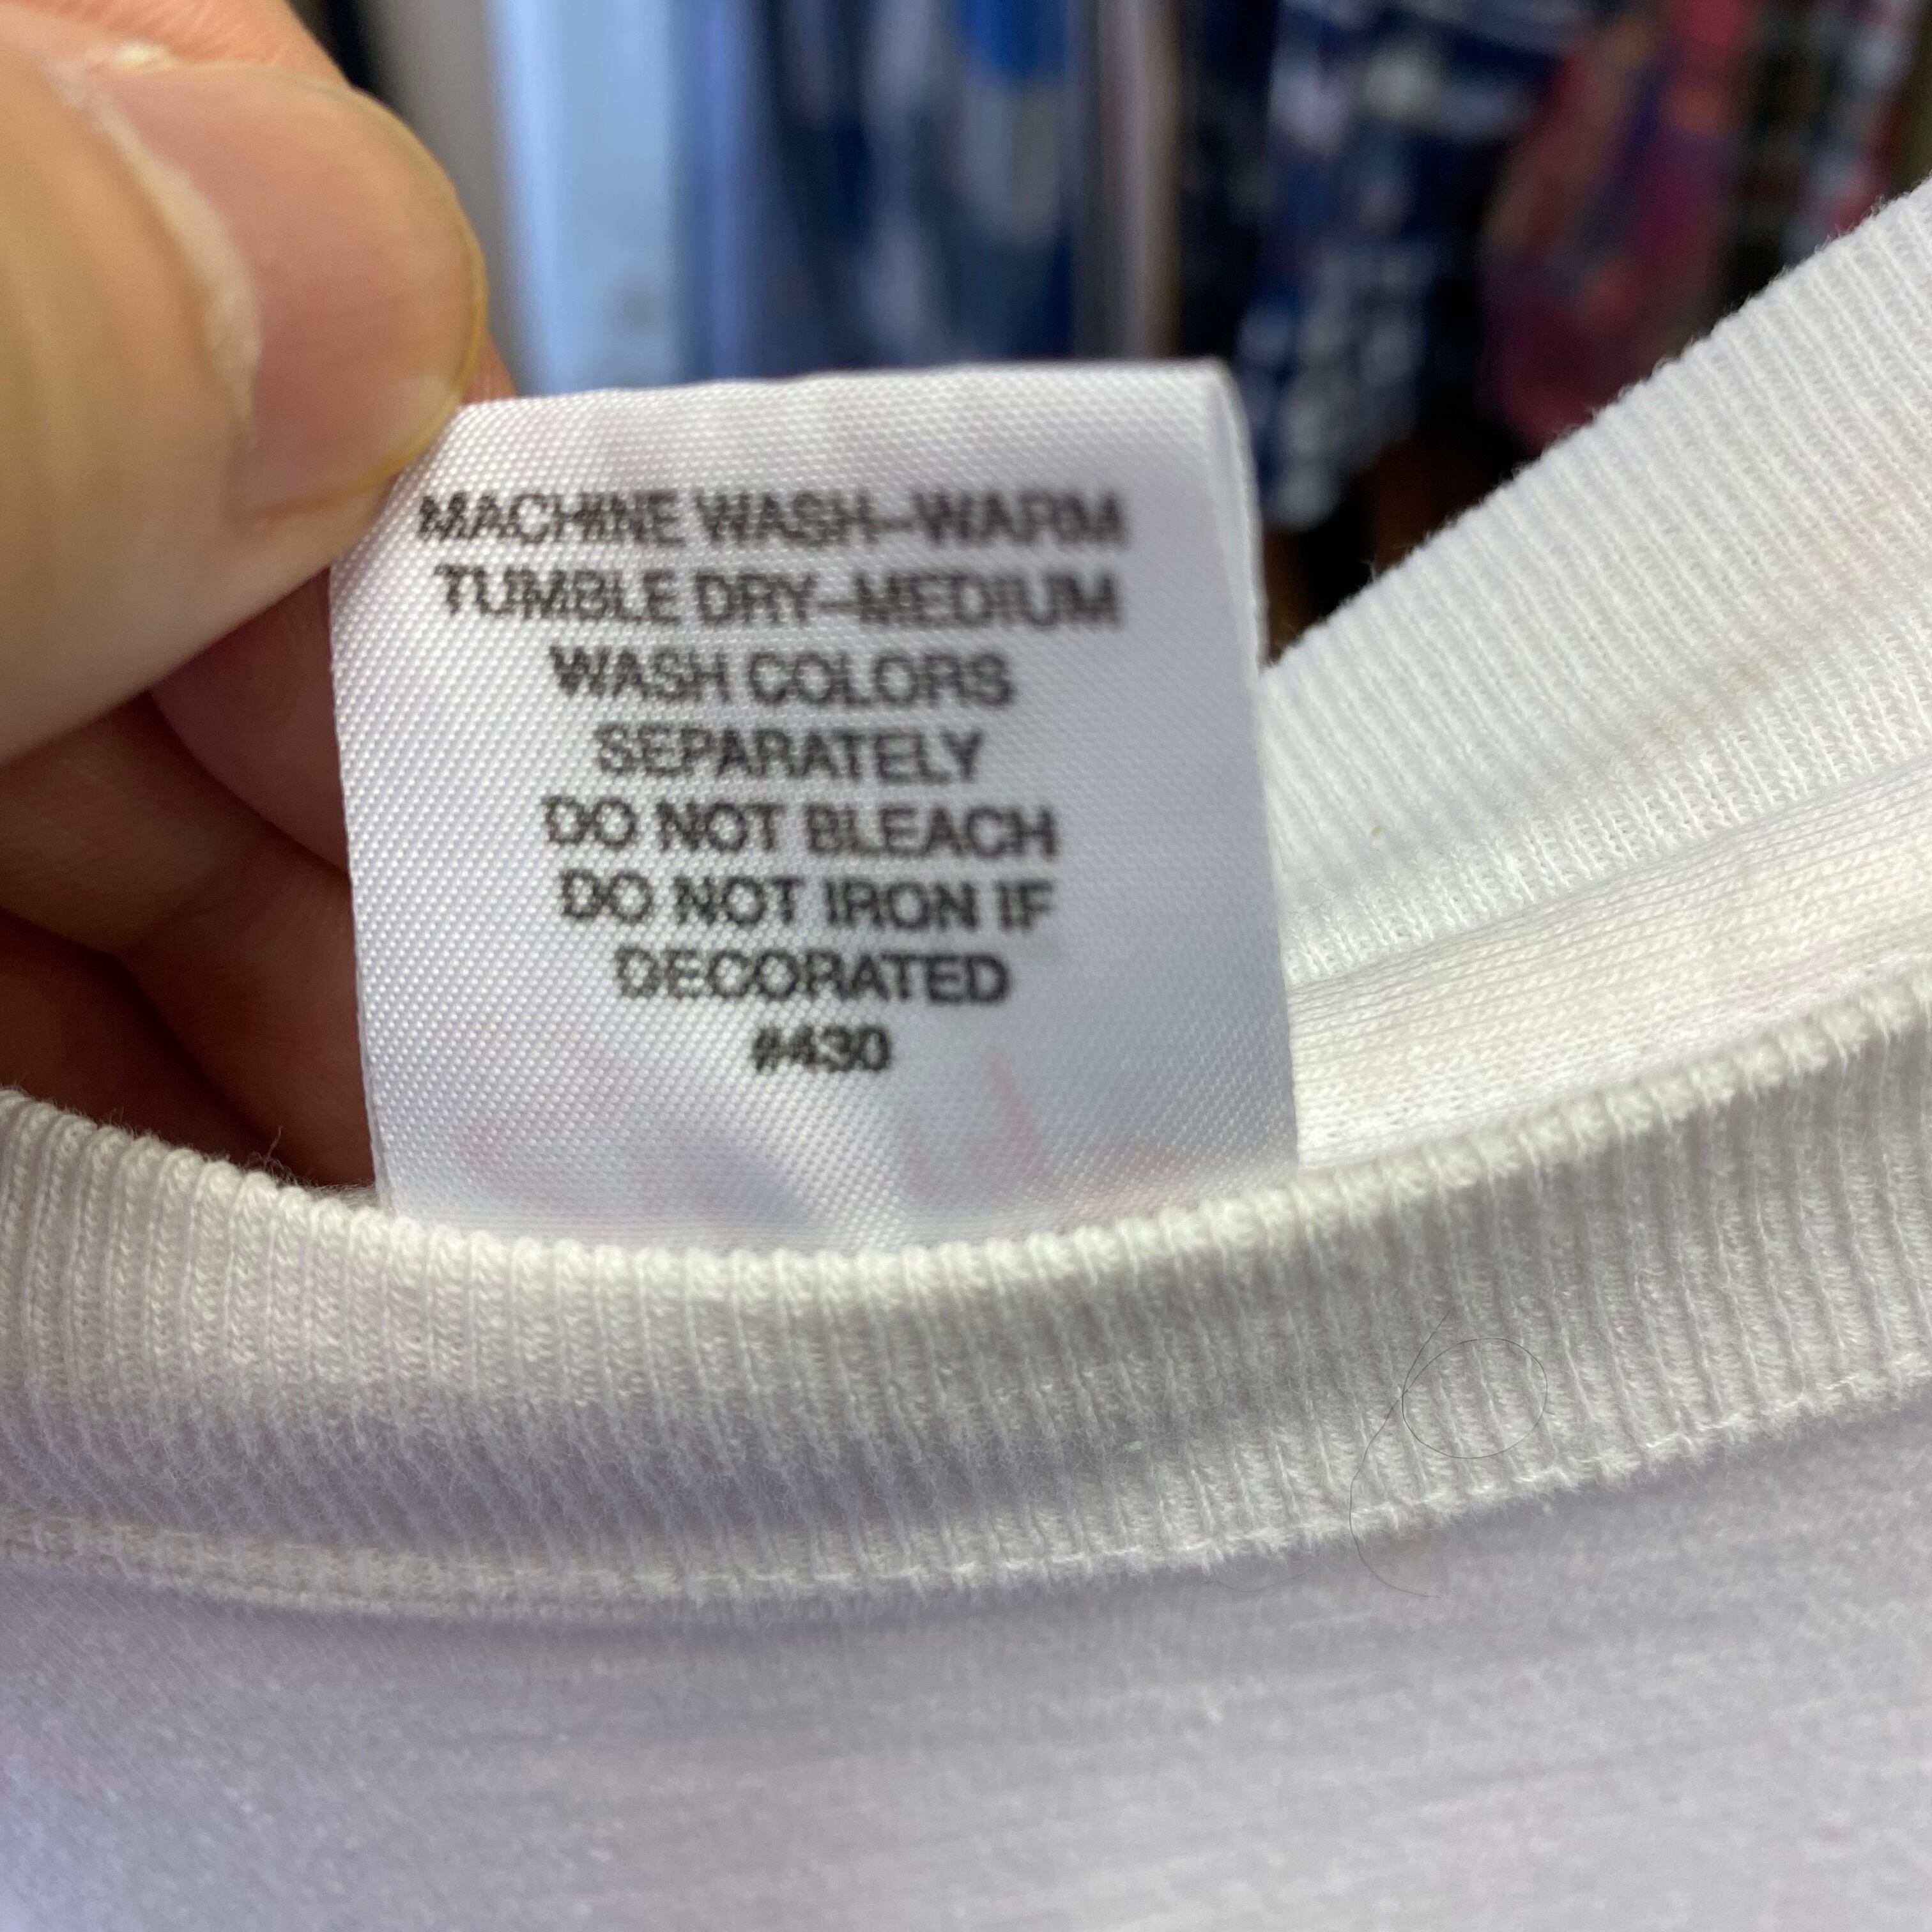 MACHINE WASH-WARM
TUMBLE DRY-MEDIUM
WASH COLORS
SEPARATELY
DO NOT BLEACH
DO NOT IRON IF
DECORATED
#430